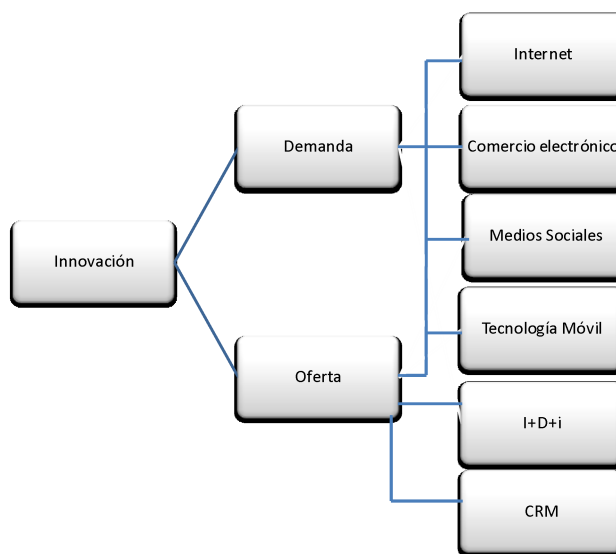 Internet
Demanda
Comercio electrónico
Medios Sociales
Innovación
Tecnología Móvil
Oferta
I+D+i
CRM